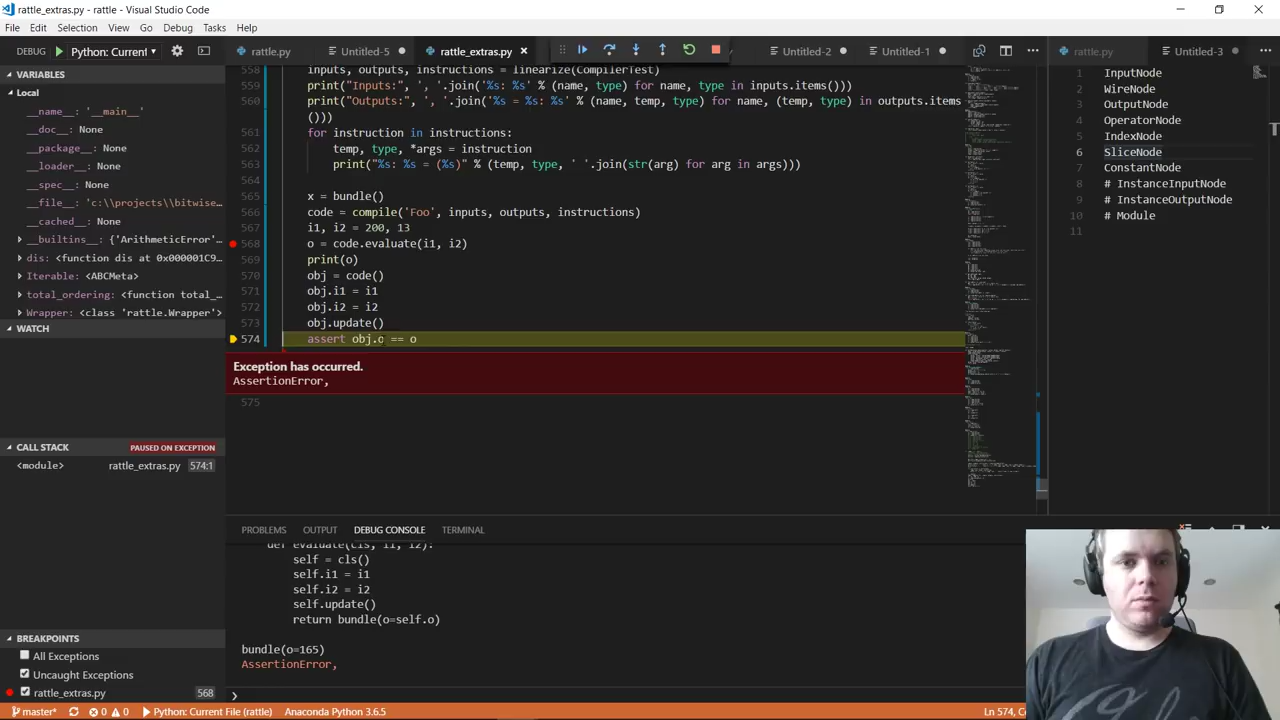 rattle_extras.py - rattle - Visual Studio Code
File Edit Selection View Go Debug Tasks Help
DEBUG Python: Current
rattle.py Untitled-5 rattle_extras.py Untitled-2 Untitled-1 rattle.py Untitled-3
VARIABLES
Local
__name__: '__main__'
__doc__: None
__package__: None
__loader__: None
__spec__: None
__file__: 'c:\\projects\\bitwise…
__cached__: None
__builtins__: {'ArithmeticError'…
dis: <function dis at 0x000001C9…
Iterable: <ABCMeta>
total_ordering: <function total_…
Wrapper: <class 'rattle.Wrapper'>
WATCH
CALL STACK PAUSED ON EXCEPTION
<module> rattle_extras.py 574:1
BREAKPOINTS
All Exceptions
Uncaught Exceptions
rattle_extras.py 568
558 inputs, outputs, instructions = linearize(CompilerTest)
559 print("Inputs:", ', '.join('%s: %s' % (name, type) for name, type in inputs.items()))
560 print("Outputs:", ', '.join('%s = %s: %s' % (name, temp, type) for name, (temp, type) in outputs.items
()))
561 for instruction in instructions:
562 temp, type, *args = instruction
563 print("%s: %s = (%s)" % (temp, type, ' '.join(str(arg) for arg in args)))
564
565 x = bundle()
566 code = compile('Foo', inputs, outputs, instructions)
567 i1, i2 = 200, 13
568 o = code.evaluate(i1, i2)
569 print(o)
570 obj = code()
571 obj.i1 = i1
572 obj.i2 = i2
573 obj.update()
574 assert obj.o == o
Exception has occurred.
AssertionError,
575
1 InputNode
2 WireNode
3 OutputNode
4 OperatorNode
5 IndexNode
6 SliceNode
7 ConstantNode
8 # InstanceInputNode
9 # InstanceOutputNode
10 # Module
11
PROBLEMS OUTPUT DEBUG CONSOLE TERMINAL
def evaluate(cls, i1, i2):
self = cls()
self.i1 = i1
self.i2 = i2
self.update()
return bundle(o=self.o)
bundle(o=165)
AssertionError,
master* 0 0 Python: Current File (rattle) Anaconda Python 3.6.5 Ln 574, Co